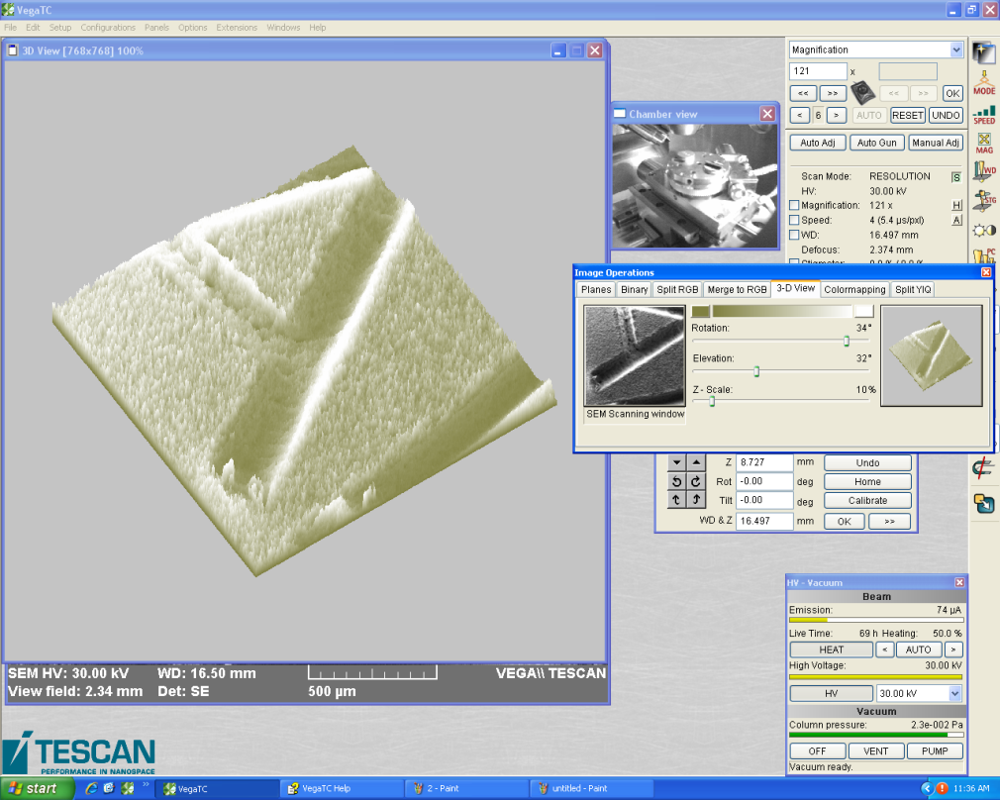 VegaTC
File Edit Setup Configurations Panels Options Extensions Windows Help
3D View [768x768] 100%
Magnification
121 x
<< >> << >> OK
< 6 > AUTO RESET UNDO
Auto Adj Auto Gun Manual Adj
Scan Mode: RESOLUTION S
HV: 30.00 kV
Magnification: 121 x H
Speed: 4 (5.4 µs/pxl) A
WD: 16.497 mm
Defocus: 2.374 mm
MODE
SPEED
MAG
WD
STG
PC
Chamber view
Image Operations
Planes Binary Split RGB Merge to RGB 3-D View Colormapping Split YIQ
Rotation: 34°
Elevation: 32°
Z - Scale: 10%
SEM Scanning window
Z 8.727 mm Undo
Rot -0.00 deg Home
Tilt -0.00 deg Calibrate
WD & Z 16.497 mm OK >>
HV - Vacuum
Beam
Emission: 74 µA
Live Time: 69 h Heating: 50.0 %
HEAT < AUTO >
High Voltage: 30.00 kV
HV 30.00 kV
Vacuum
Column pressure: 2.3e-002 Pa
OFF VENT PUMP
Vacuum ready.
SEM HV: 30.00 kV WD: 16.50 mm VEGA\\ TESCAN
View field: 2.34 mm Det: SE 500 µm
TESCAN
PERFORMANCE IN NANOSPACE
start VegaTC VegaTC Help 2 - Paint untitled - Paint 11:36 AM